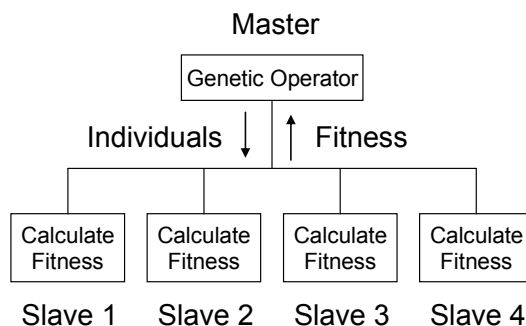 Master
Genetic Operator
Individuals
Fitness
Calculate
Fitness
Calculate
Fitness
Calculate
Fitness
Calculate
Fitness
Slave 1
Slave 2
Slave 3
Slave 4